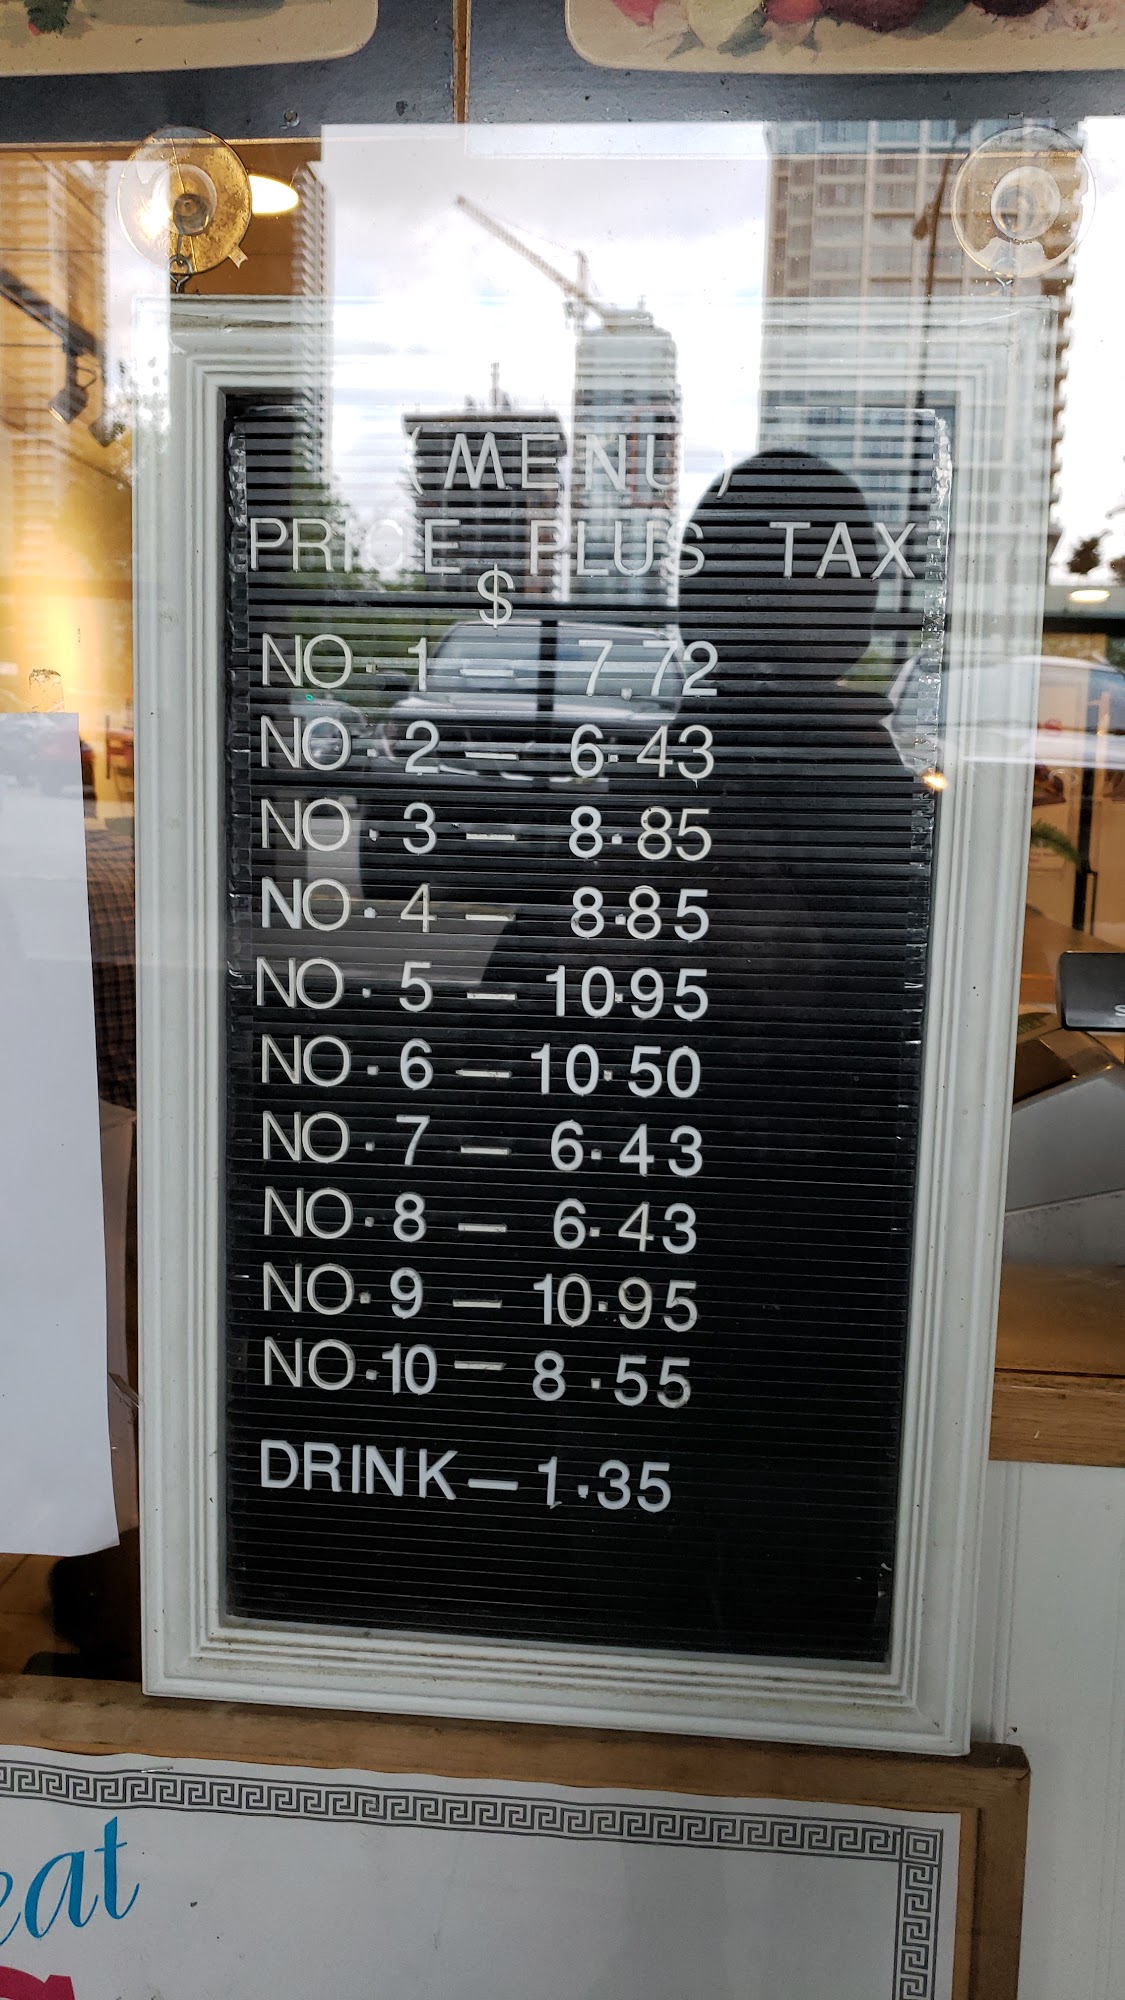 (MENU)
PRICE PLUS TAX
$
NO. 1 — 7.72
NO. 2 — 6.43
NO. 3 — 8.85
NO. 4 — 8.85
NO. 5 — 10.95
NO. 6 — 10.50
NO. 7 — 6.43
NO. 8 — 6.43
NO. 9 — 10.95
NO. 10 — 8.55
DRINK — 1.35
eat